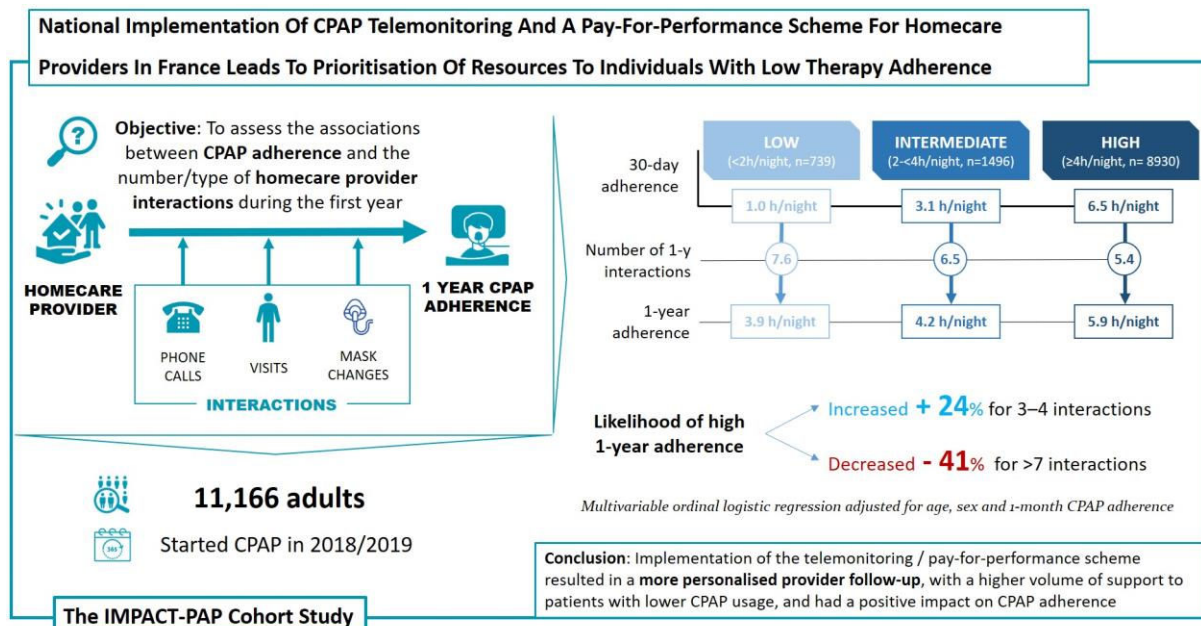 National Implementation Of CPAP Telemonitoring And A Pay-For-Performance Scheme For Homecare
Providers In France Leads To Prioritisation Of Resources To Individuals With Low Therapy Adherence
Objective: To assess the associations
between CPAP adherence and the
number/type of homecare provider
interactions during the first year
HOMECARE
PROVIDER
1 YEAR CPAP
ADHERENCE
PHONE
CALLS
VISITS
MASK
CHANGES
INTERACTIONS
11,166 adults
365
Started CPAP in 2018/2019
The IMPACT-PAP Cohort Study
30-day
adherence
LOW
(<2h/night, n=739)
INTERMEDIATE
(2-<4h/night, n=1496)
HIGH
(≥4h/night, n= 8930)
1.0 h/night
3.1 h/night
6.5 h/night
Number of 1-y
interactions
7.6
6.5
5.4
1-year
adherence
3.9 h/night
4.2 h/night
5.9 h/night
Likelihood of high
1-year adherence
Increased + 24% for 3–4 interactions
Decreased - 41% for >7 interactions
Multivariable ordinal logistic regression adjusted for age, sex and 1-month CPAP adherence
Conclusion: Implementation of the telemonitoring / pay-for-performance scheme
resulted in a more personalised provider follow-up, with a higher volume of support to
patients with lower CPAP usage, and had a positive impact on CPAP adherence